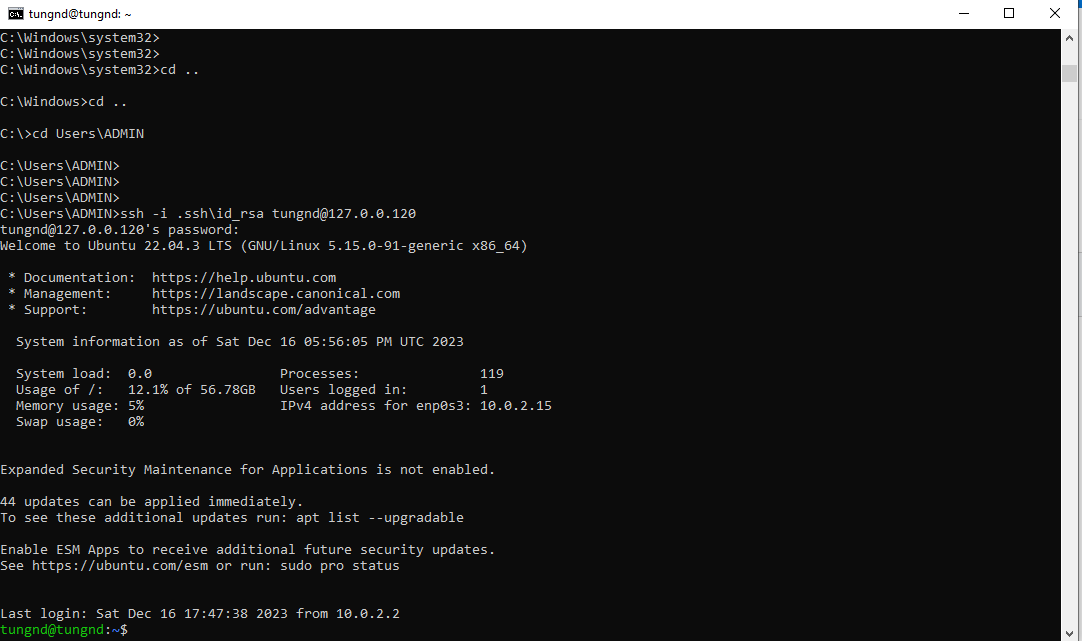 tungnd@tungnd: ~
C:\Windows\system32>
C:\Windows\system32>
C:\Windows\system32>cd ..
C:\Windows>cd ..
C:\>cd Users\ADMIN
C:\Users\ADMIN>
C:\Users\ADMIN>
C:\Users\ADMIN>
C:\Users\ADMIN>ssh -i .ssh\id_rsa tungnd@127.0.0.120
tungnd@127.0.0.120's password:
Welcome to Ubuntu 22.04.3 LTS (GNU/Linux 5.15.0-91-generic x86_64)
* Documentation:  https://help.ubuntu.com
* Management:     https://landscape.canonical.com
* Support:        https://ubuntu.com/advantage
System information as of Sat Dec 16 05:56:05 PM UTC 2023
System load:  0.0                Processes:               119
Usage of /:   12.1% of 56.78GB   Users logged in:         1
Memory usage: 5%                 IPv4 address for enp0s3: 10.0.2.15
Swap usage:   0%
Expanded Security Maintenance for Applications is not enabled.
44 updates can be applied immediately.
To see these additional updates run: apt list --upgradable
Enable ESM Apps to receive additional future security updates.
See https://ubuntu.com/esm or run: sudo pro status
Last login: Sat Dec 16 17:47:38 2023 from 10.0.2.2
tungnd@tungnd:~$